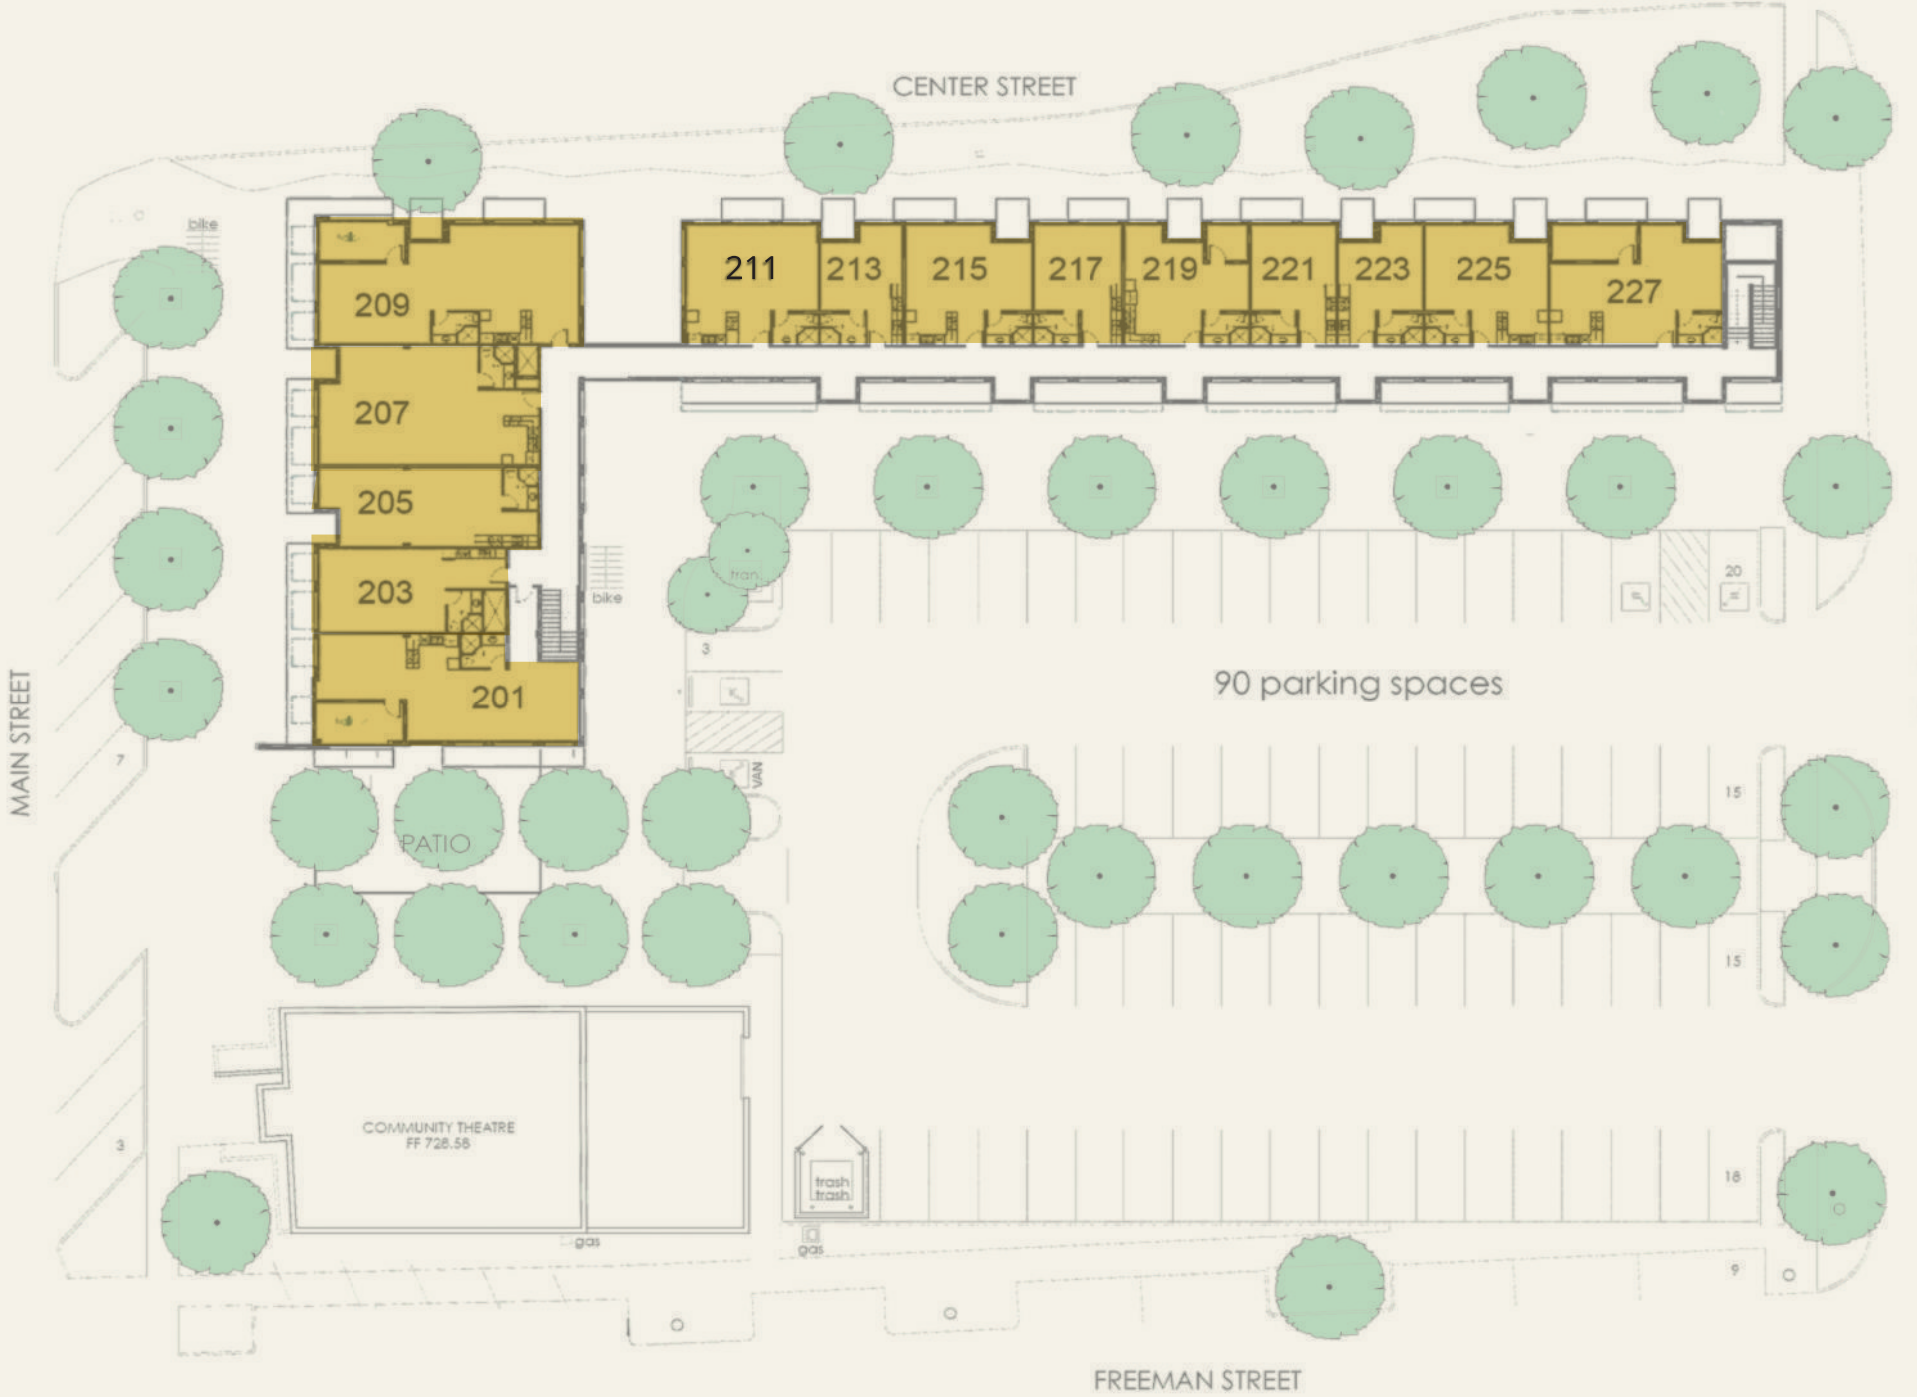 CENTER STREET
bike
211
213
215
217
219
221
223
225
227
209
207
205
203
201
bike
tran
20
3
90 parking spaces
MAIN STREET
7
VAN
15
PATIO
15
COMMUNITY THEATRE
FF 728.58
3
trash
trash
18
gas
gas
9
FREEMAN STREET